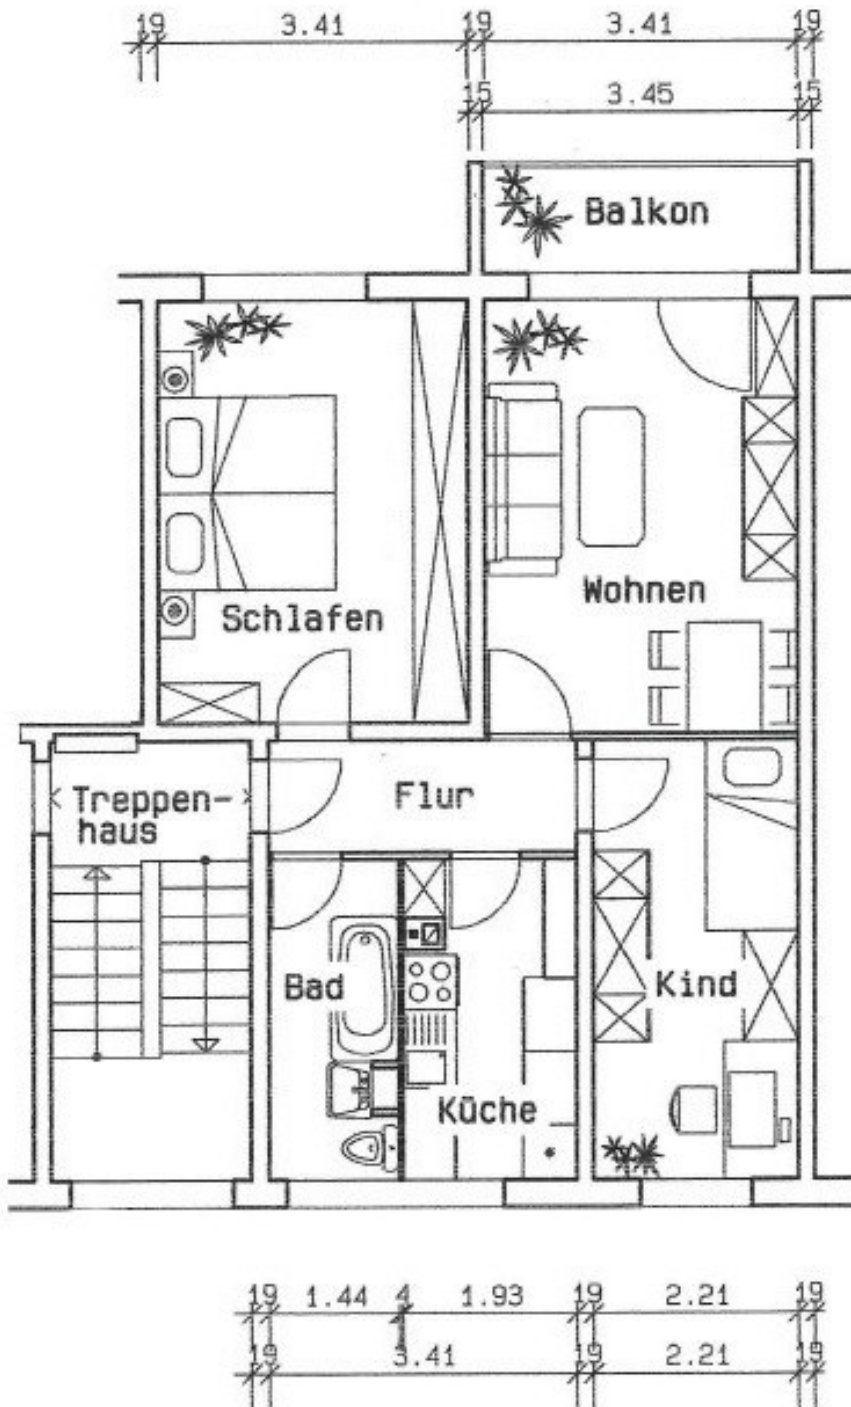 19 3.41 19 3.41 19
15 3.45 15
Balkon
Wohnen
Schlafen
Treppen-
haus
Flur
Bad
Kind
Küche
19 1.44 4 1.93 19 2.21 19
19 3.41 19 2.21 19